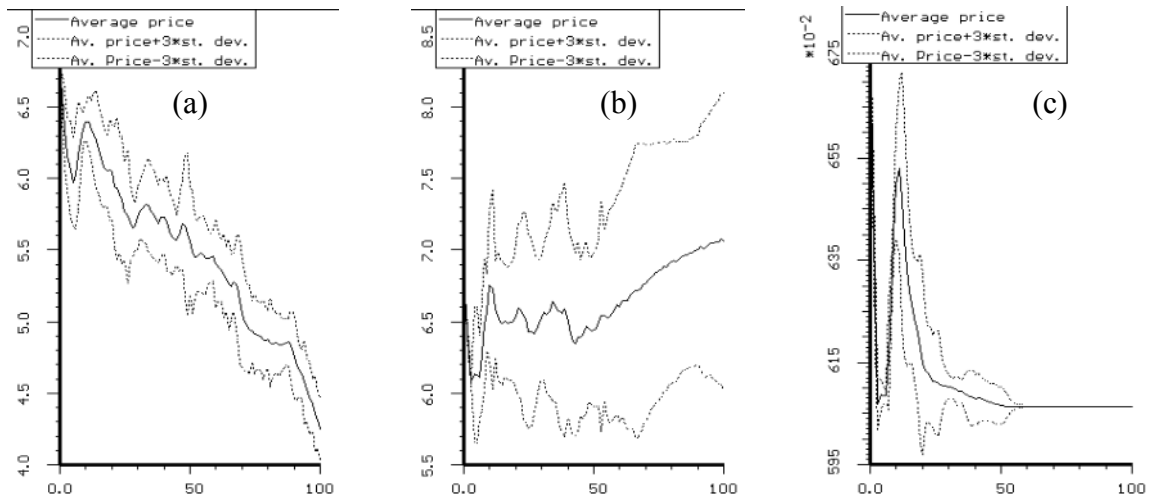 Average price
Av. price+3*st. dev.
Av. Price-3*st. dev.
(a)
7.0
6.5
6.0
5.5
5.0
4.5
4.0
0.0 50 100
Average price
Av. price+3*st. dev.
Av. Price-3*st. dev.
(b)
8.5
8.0
7.5
7.0
6.5
6.0
5.5
0.0 50 100
Average price
Av. price+3*st. dev.
Av. Price-3*st. dev.
(c)
*10-2
675
655
635
615
595
0.0 50 100